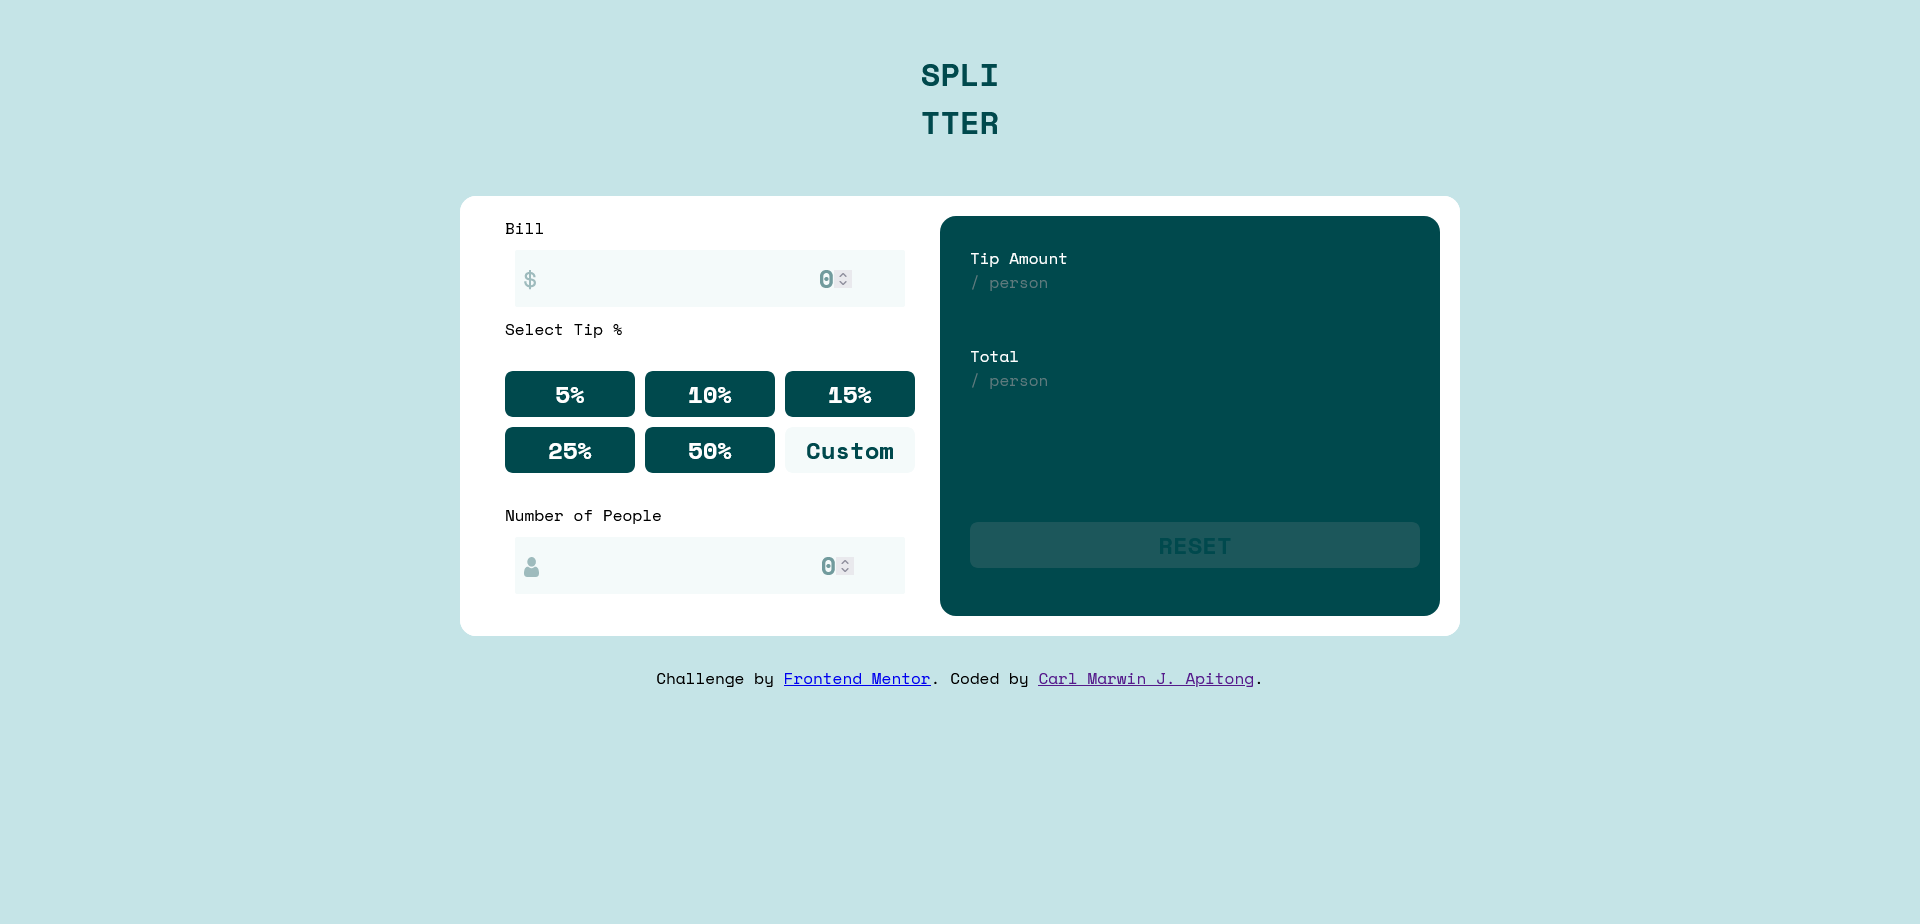 SPLI
TTER
Bill
$ 0
Select Tip %
5% 10% 15%
25% 50% Custom
Number of People
0
Tip Amount
/ person
Total
/ person
RESET
Challenge by Frontend Mentor. Coded by Carl Marwin J. Apitong.